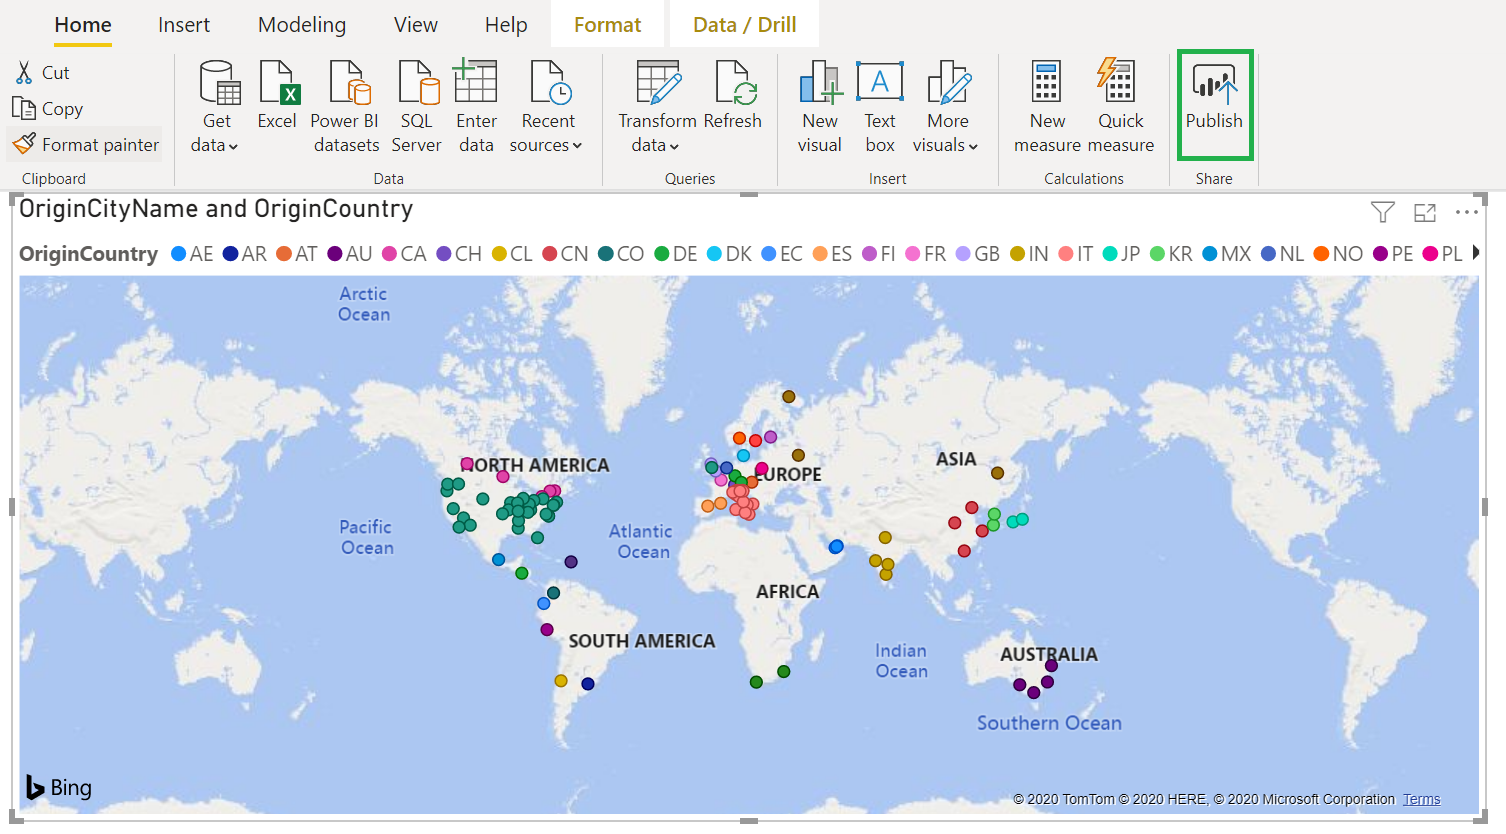 Home Insert Modeling View Help Format Data / Drill
Cut
Copy
Format painter
Clipboard
Get data
Excel
Power BI datasets
SQL Server
Enter data
Recent sources
Data
Transform data
Refresh
Queries
New visual
Text box
More visuals
Insert
New measure
Quick measure
Calculations
Publish
Share
OriginCityName and OriginCountry
OriginCountry AE AR AT AU CA CH CL CN CO DE DK EC ES FI FR GB IN IT JP KR MX NL NO PE PL
Arctic
Ocean
NORTH AMERICA
EUROPE
ASIA
Pacific
Ocean
Atlantic
Ocean
AFRICA
SOUTH AMERICA
Indian
Ocean
AUSTRALIA
Southern Ocean
Bing
© 2020 TomTom © 2020 HERE, © 2020 Microsoft Corporation Terms